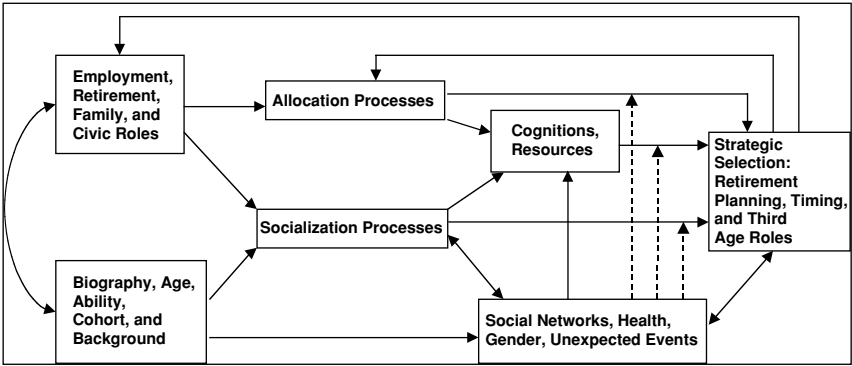 Employment,
Retirement,
Family, and
Civic Roles
Allocation Processes
Cognitions,
Resources
Strategic
Selection:
Retirement
Planning, Timing,
and Third
Age Roles
Socialization Processes
Biography, Age,
Ability,
Cohort, and
Background
Social Networks, Health,
Gender, Unexpected Events